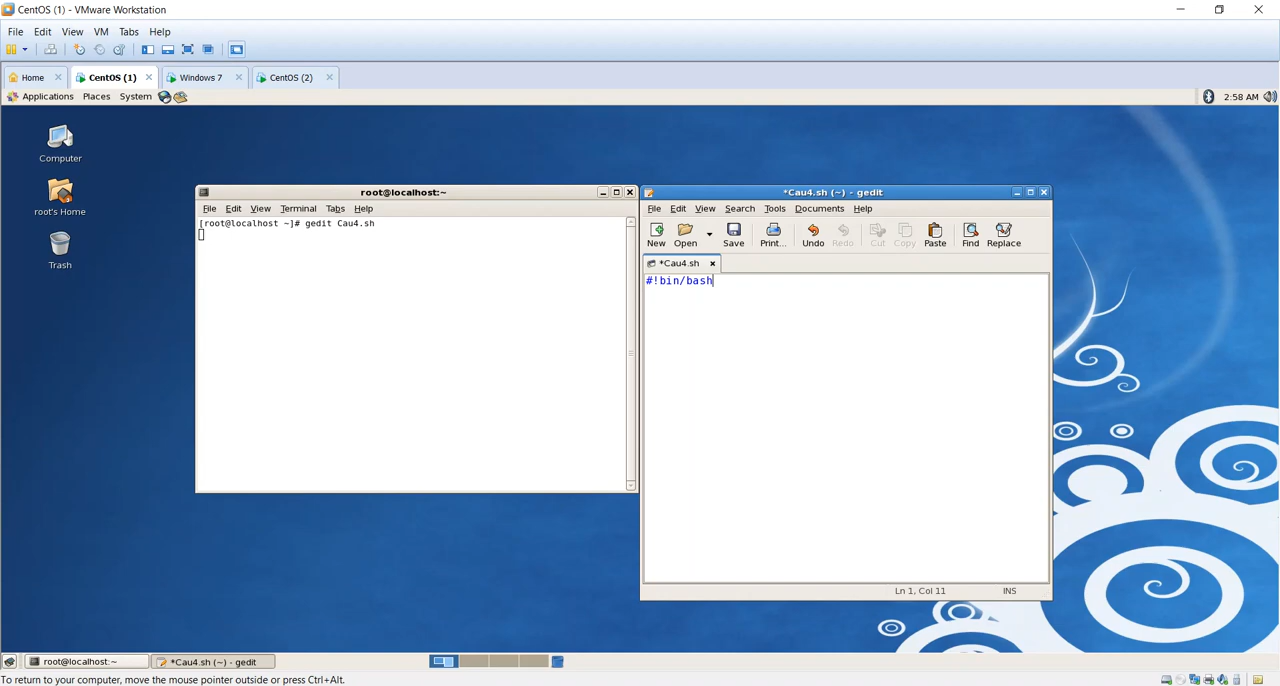 CentOS (1) - VMware Workstation
File Edit View VM Tabs Help
Home CentOS (1) Windows 7 CentOS (2)
Applications Places System 2:58 AM
Computer
root's Home
Trash
root@localhost:~
File Edit View Terminal Tabs Help
[root@localhost ~]# gedit Cau4.sh
*Cau4.sh (~) - gedit
File Edit View Search Tools Documents Help
New Open Save Print... Undo Redo Cut Copy Paste Find Replace
*Cau4.sh
#!bin/bash
Ln 1, Col 11 INS
root@localhost:~ *Cau4.sh (~) - gedit
To return to your computer, move the mouse pointer outside or press Ctrl+Alt.